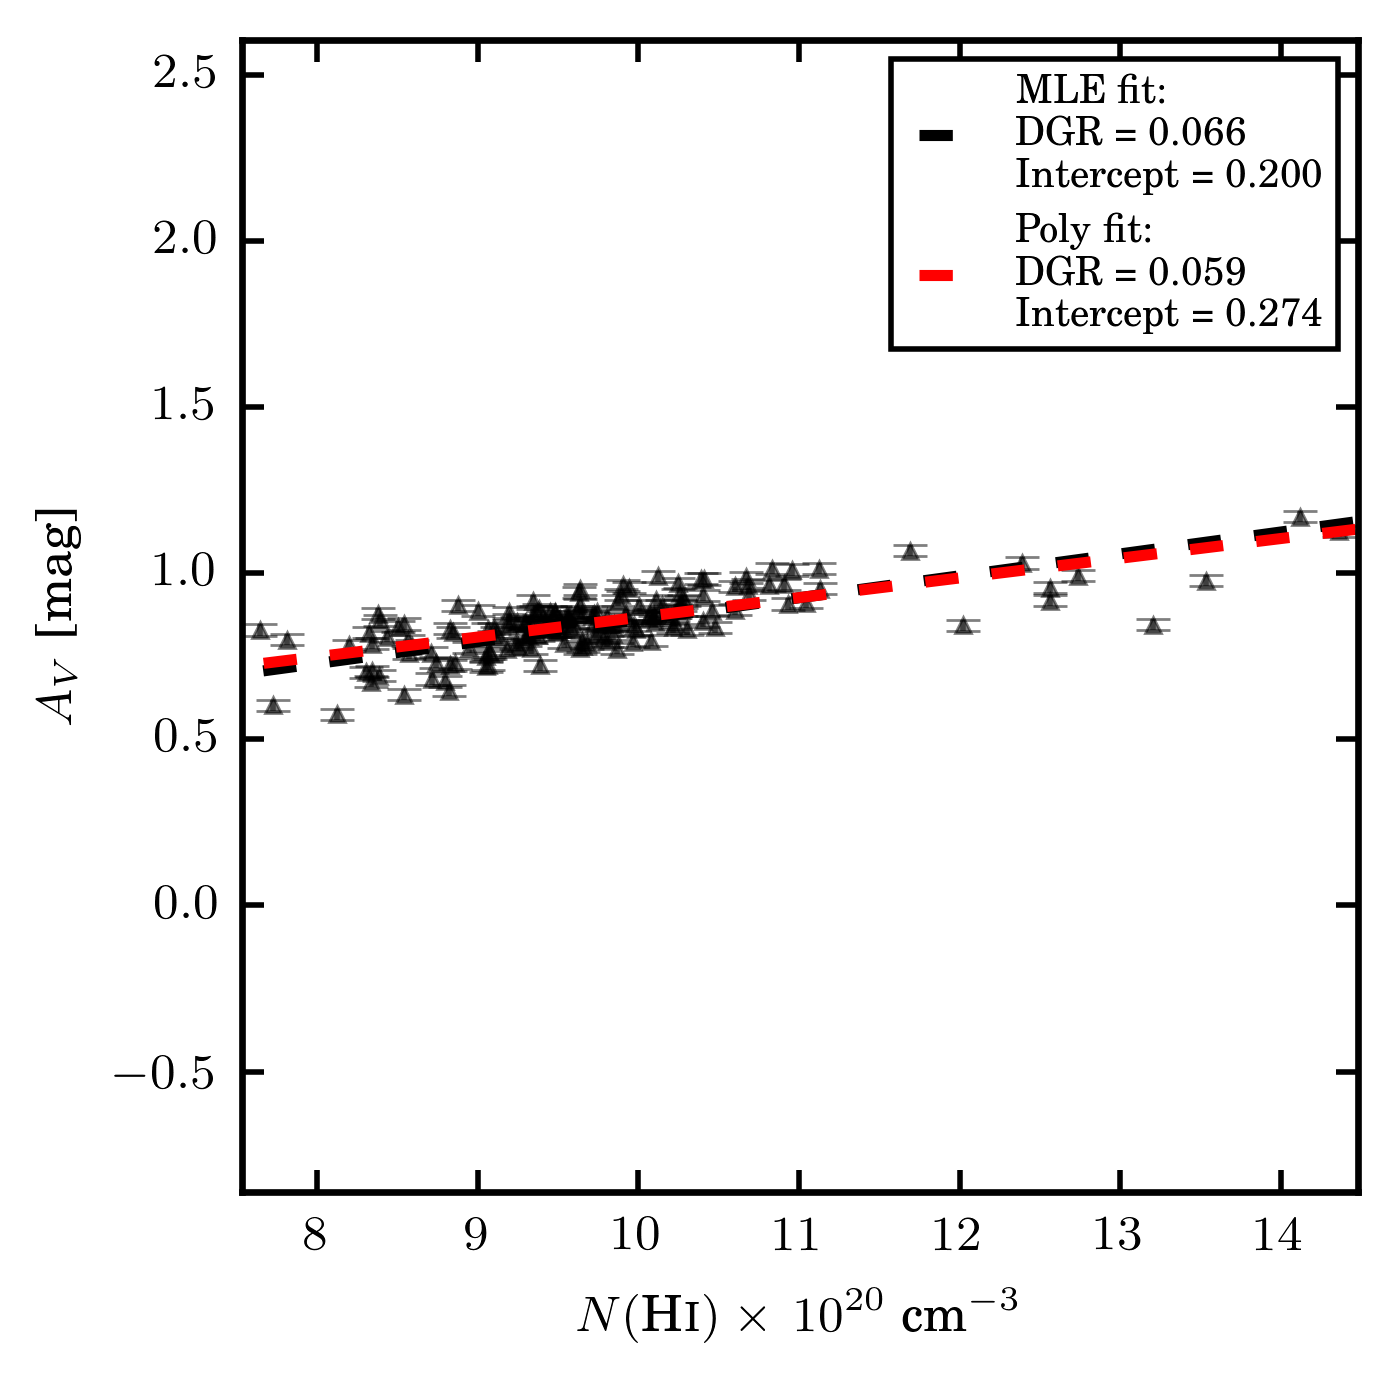 MLE fit:
DGR = 0.066
Intercept = 0.200
Poly fit:
DGR = 0.059
Intercept = 0.274
2.5
2.0
1.5
1.0
0.5
0.0
−0.5
A_V [mag]
8 9 10 11 12 13 14
N(HI) × 10²⁰ cm⁻³